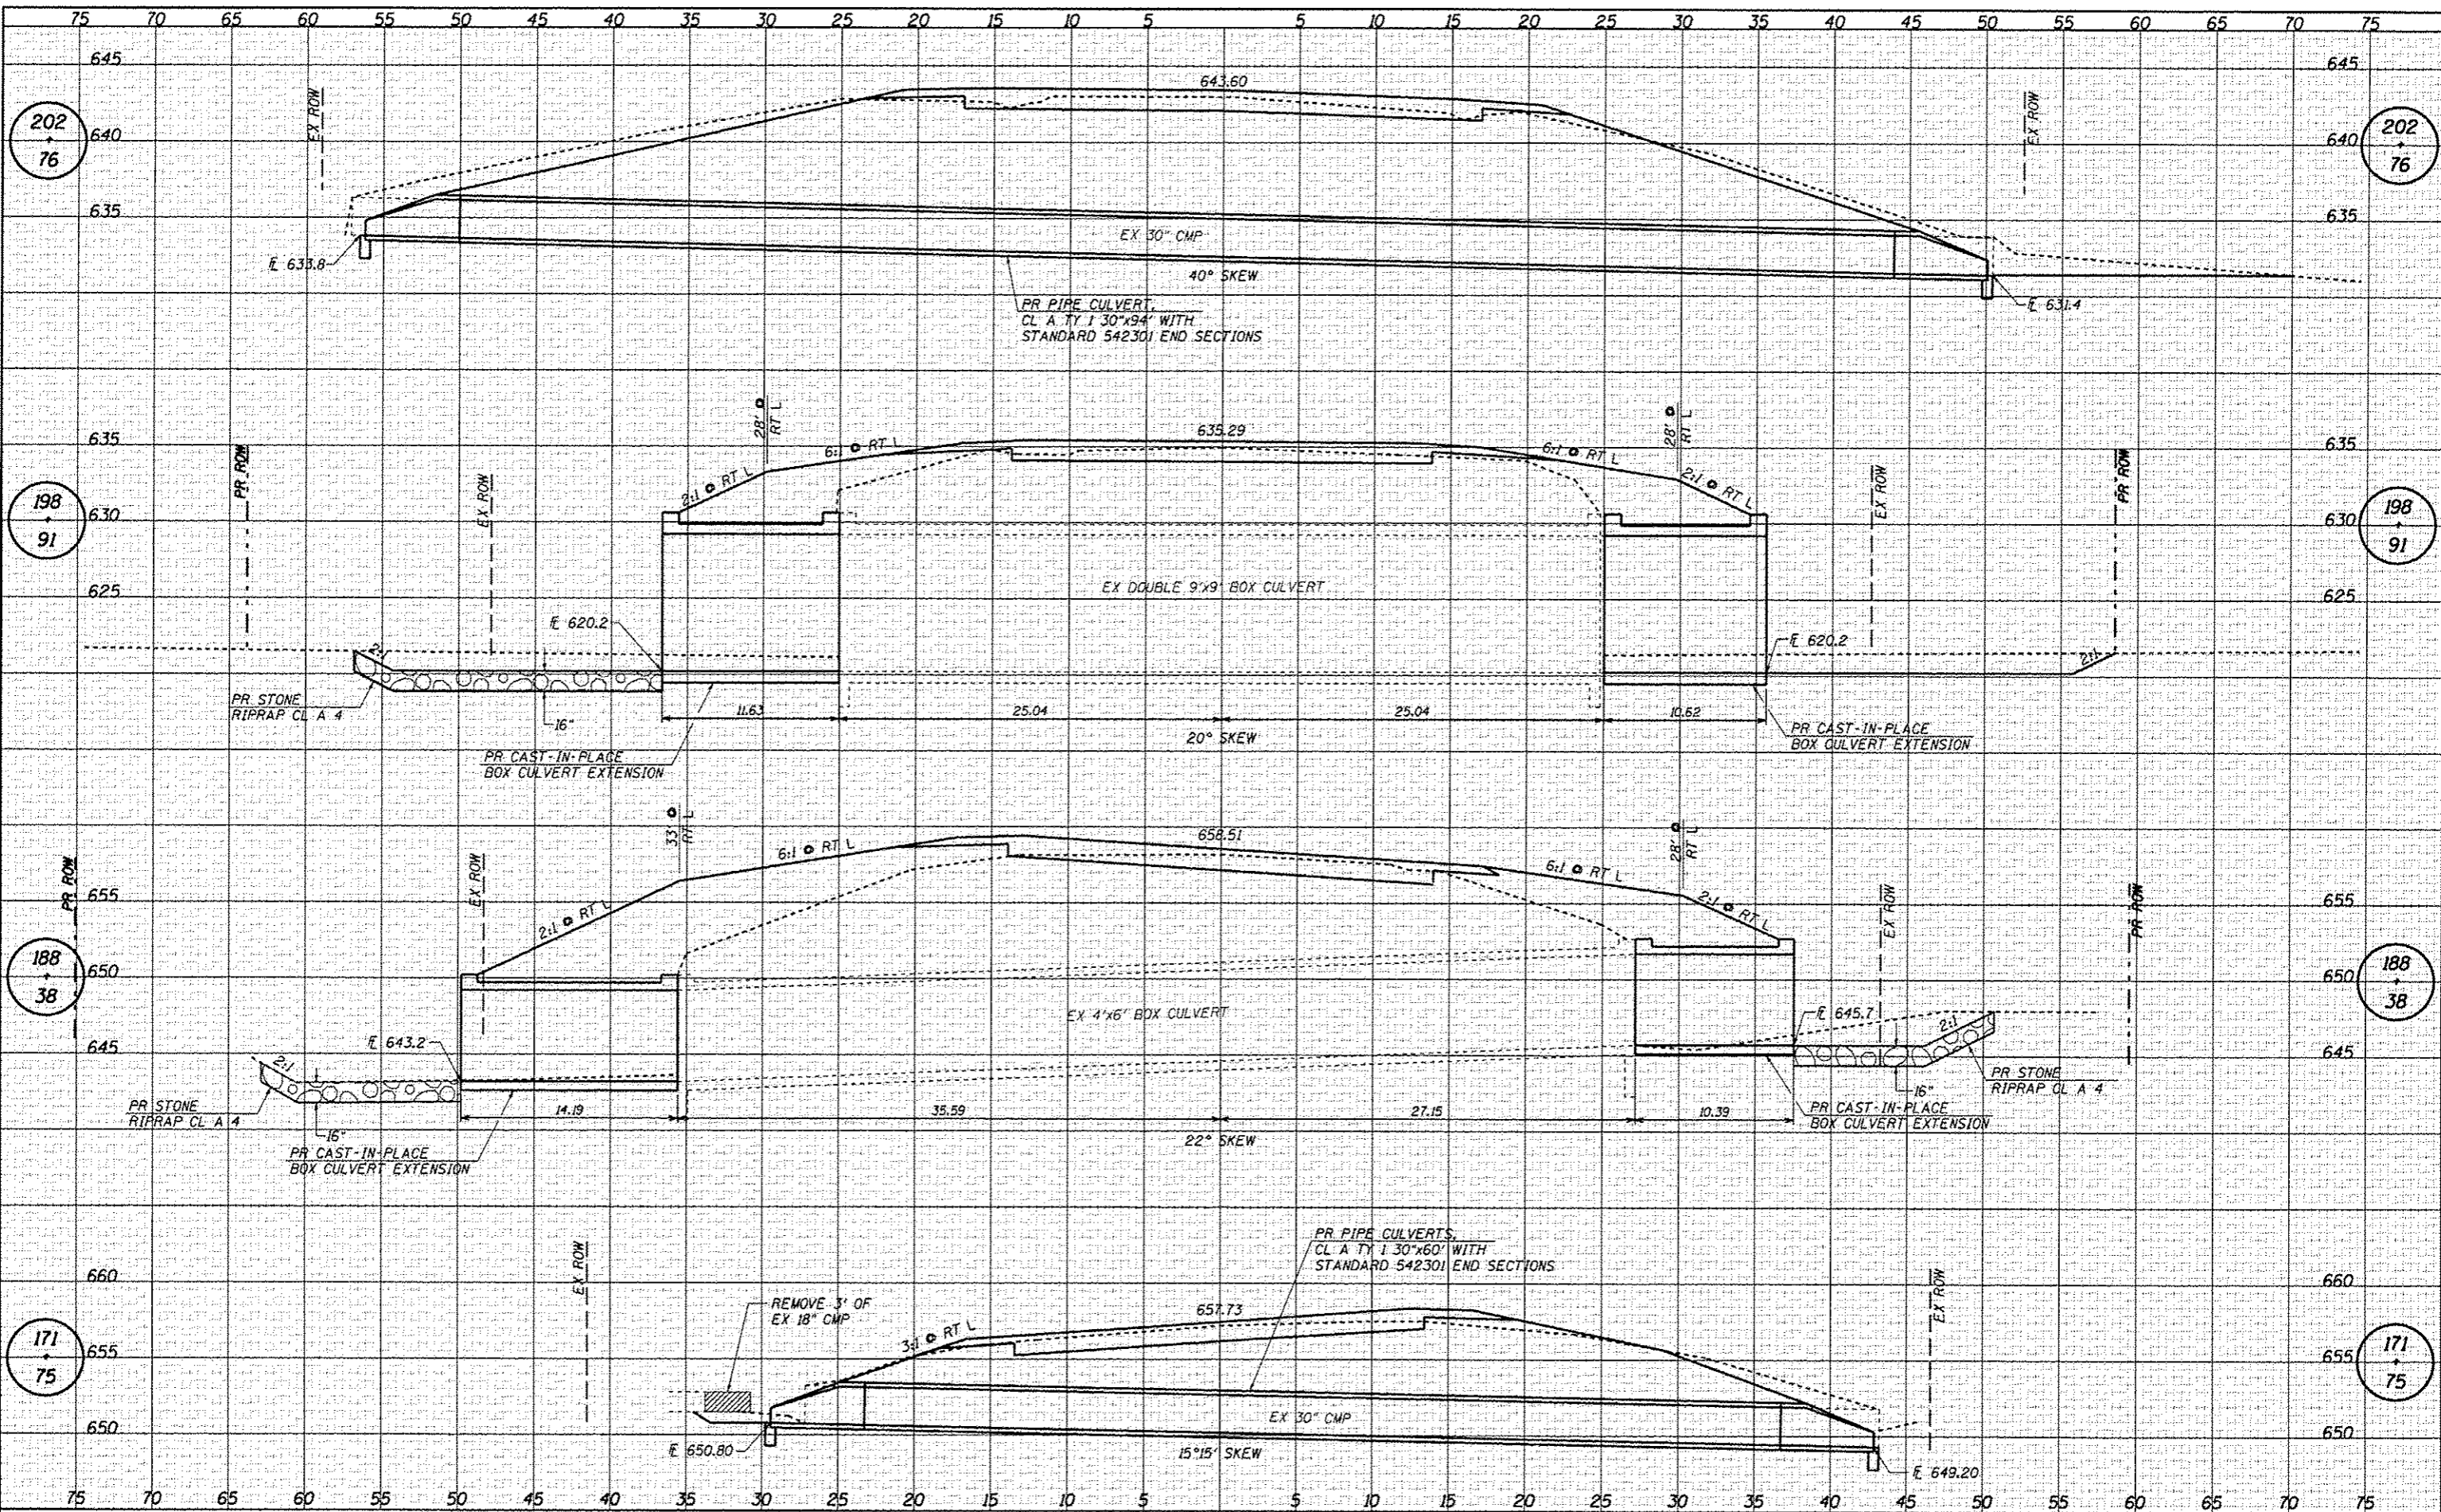 75 70 65 60 55 50 45 40 35 30 25 20 15 10 5 5 10 15 20 25 30 35 40 45 50 55 60 65 70 75
645 645
643.60
EX ROW
EX ROW
202
+
76
640 640
202
+
76
635 635
EX 30" CMP
℄ 633.8
40° SKEW
℄ 631.4
PR PIPE CULVERT,
CL A TY 1 30"x94' WITH
STANDARD 542301 END SECTIONS
28' @
RT L
28' @
RT L
635 635
635.29
6:1 @ RT L
6:1 @ RT L
2:1 @ RT L
2:1 @ RT L
PR ROW
EX ROW
EX ROW
PR ROW
198
+
91
630 630
198
+
91
625 625
EX DOUBLE 9'x9' BOX CULVERT
℄ 620.2
℄ 620.2
2:1
2:1
PR STONE
RIPRAP CL A 4
16"
11.63
25.04
25.04
10.62
20° SKEW
PR CAST-IN-PLACE
BOX CULVERT EXTENSION
PR CAST-IN-PLACE
BOX CULVERT EXTENSION
33' @
RT L
28' @
RT L
658.51
6:1 @ RT L
6:1 @ RT L
2:1 @ RT L
2:1 @ RT L
PR ROW
EX ROW
EX ROW
PR ROW
655 655
188
+
38
650 650
188
+
38
EX 4'x6' BOX CULVERT
℄ 643.2
℄ 645.7
645 645
2:1
2:1
PR STONE
RIPRAP CL A 4
PR STONE
RIPRAP CL A 4
16"
16"
14.19
35.59
27.15
10.39
22° SKEW
PR CAST-IN-PLACE
BOX CULVERT EXTENSION
PR CAST-IN-PLACE
BOX CULVERT EXTENSION
PR PIPE CULVERTS,
CL A TY 1 30"x60' WITH
STANDARD 542301 END SECTIONS
EX ROW
EX ROW
660 660
REMOVE 3' OF
EX 18" CMP
657.73
3:1 @ RT L
171
+
75
655 655
171
+
75
EX 30" CMP
650 650
℄ 650.80
15°15' SKEW
℄ 649.20
75 70 65 60 55 50 45 40 35 30 25 20 15 10 5 5 10 15 20 25 30 35 40 45 50 55 60 65 70 75